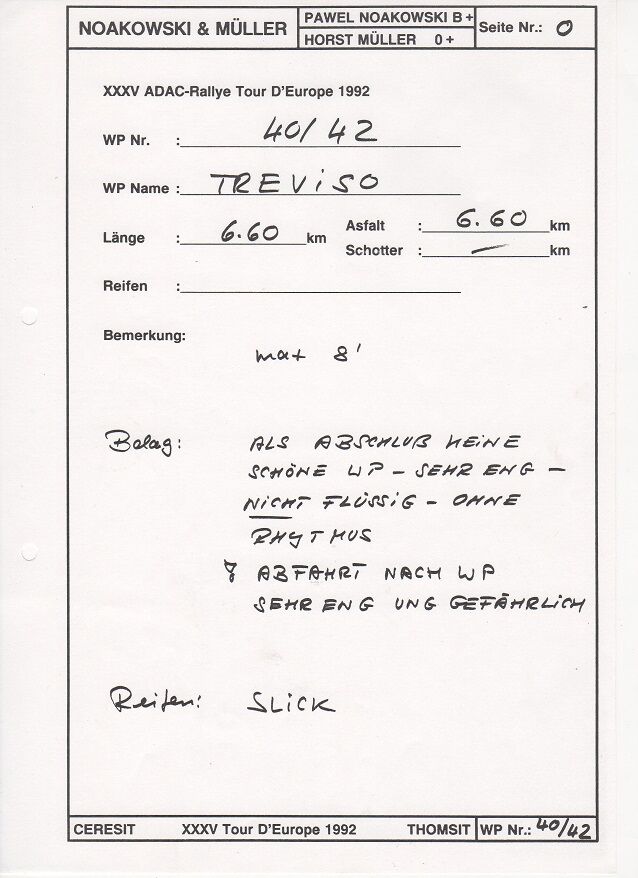 NOAKOWSKI & MÜLLER
PAWEL NOAKOWSKI B +
HORST MÜLLER 0 +
Seite Nr.: 0
XXXV ADAC-Rallye Tour D'Europe 1992
WP Nr. : 40/42
WP Name : TREViSO
Länge : 6.60 km
Asfalt : 6.60 km
Schotter : — km
Reifen :
Bemerkung:
max 8'
Belag: ALS ABSCHLUß KEINE
SCHÖNE WP – SEHR ENG –
NiCHT FLÜSSiG – OHNE
RHYTHUS
ABFAHRT NACH WP
SEHR ENG UNG GEFÄHRLiCH
Reifen: SLiCK
CERESIT XXXV Tour D'Europe 1992 THOMSIT WP Nr.: 40/42